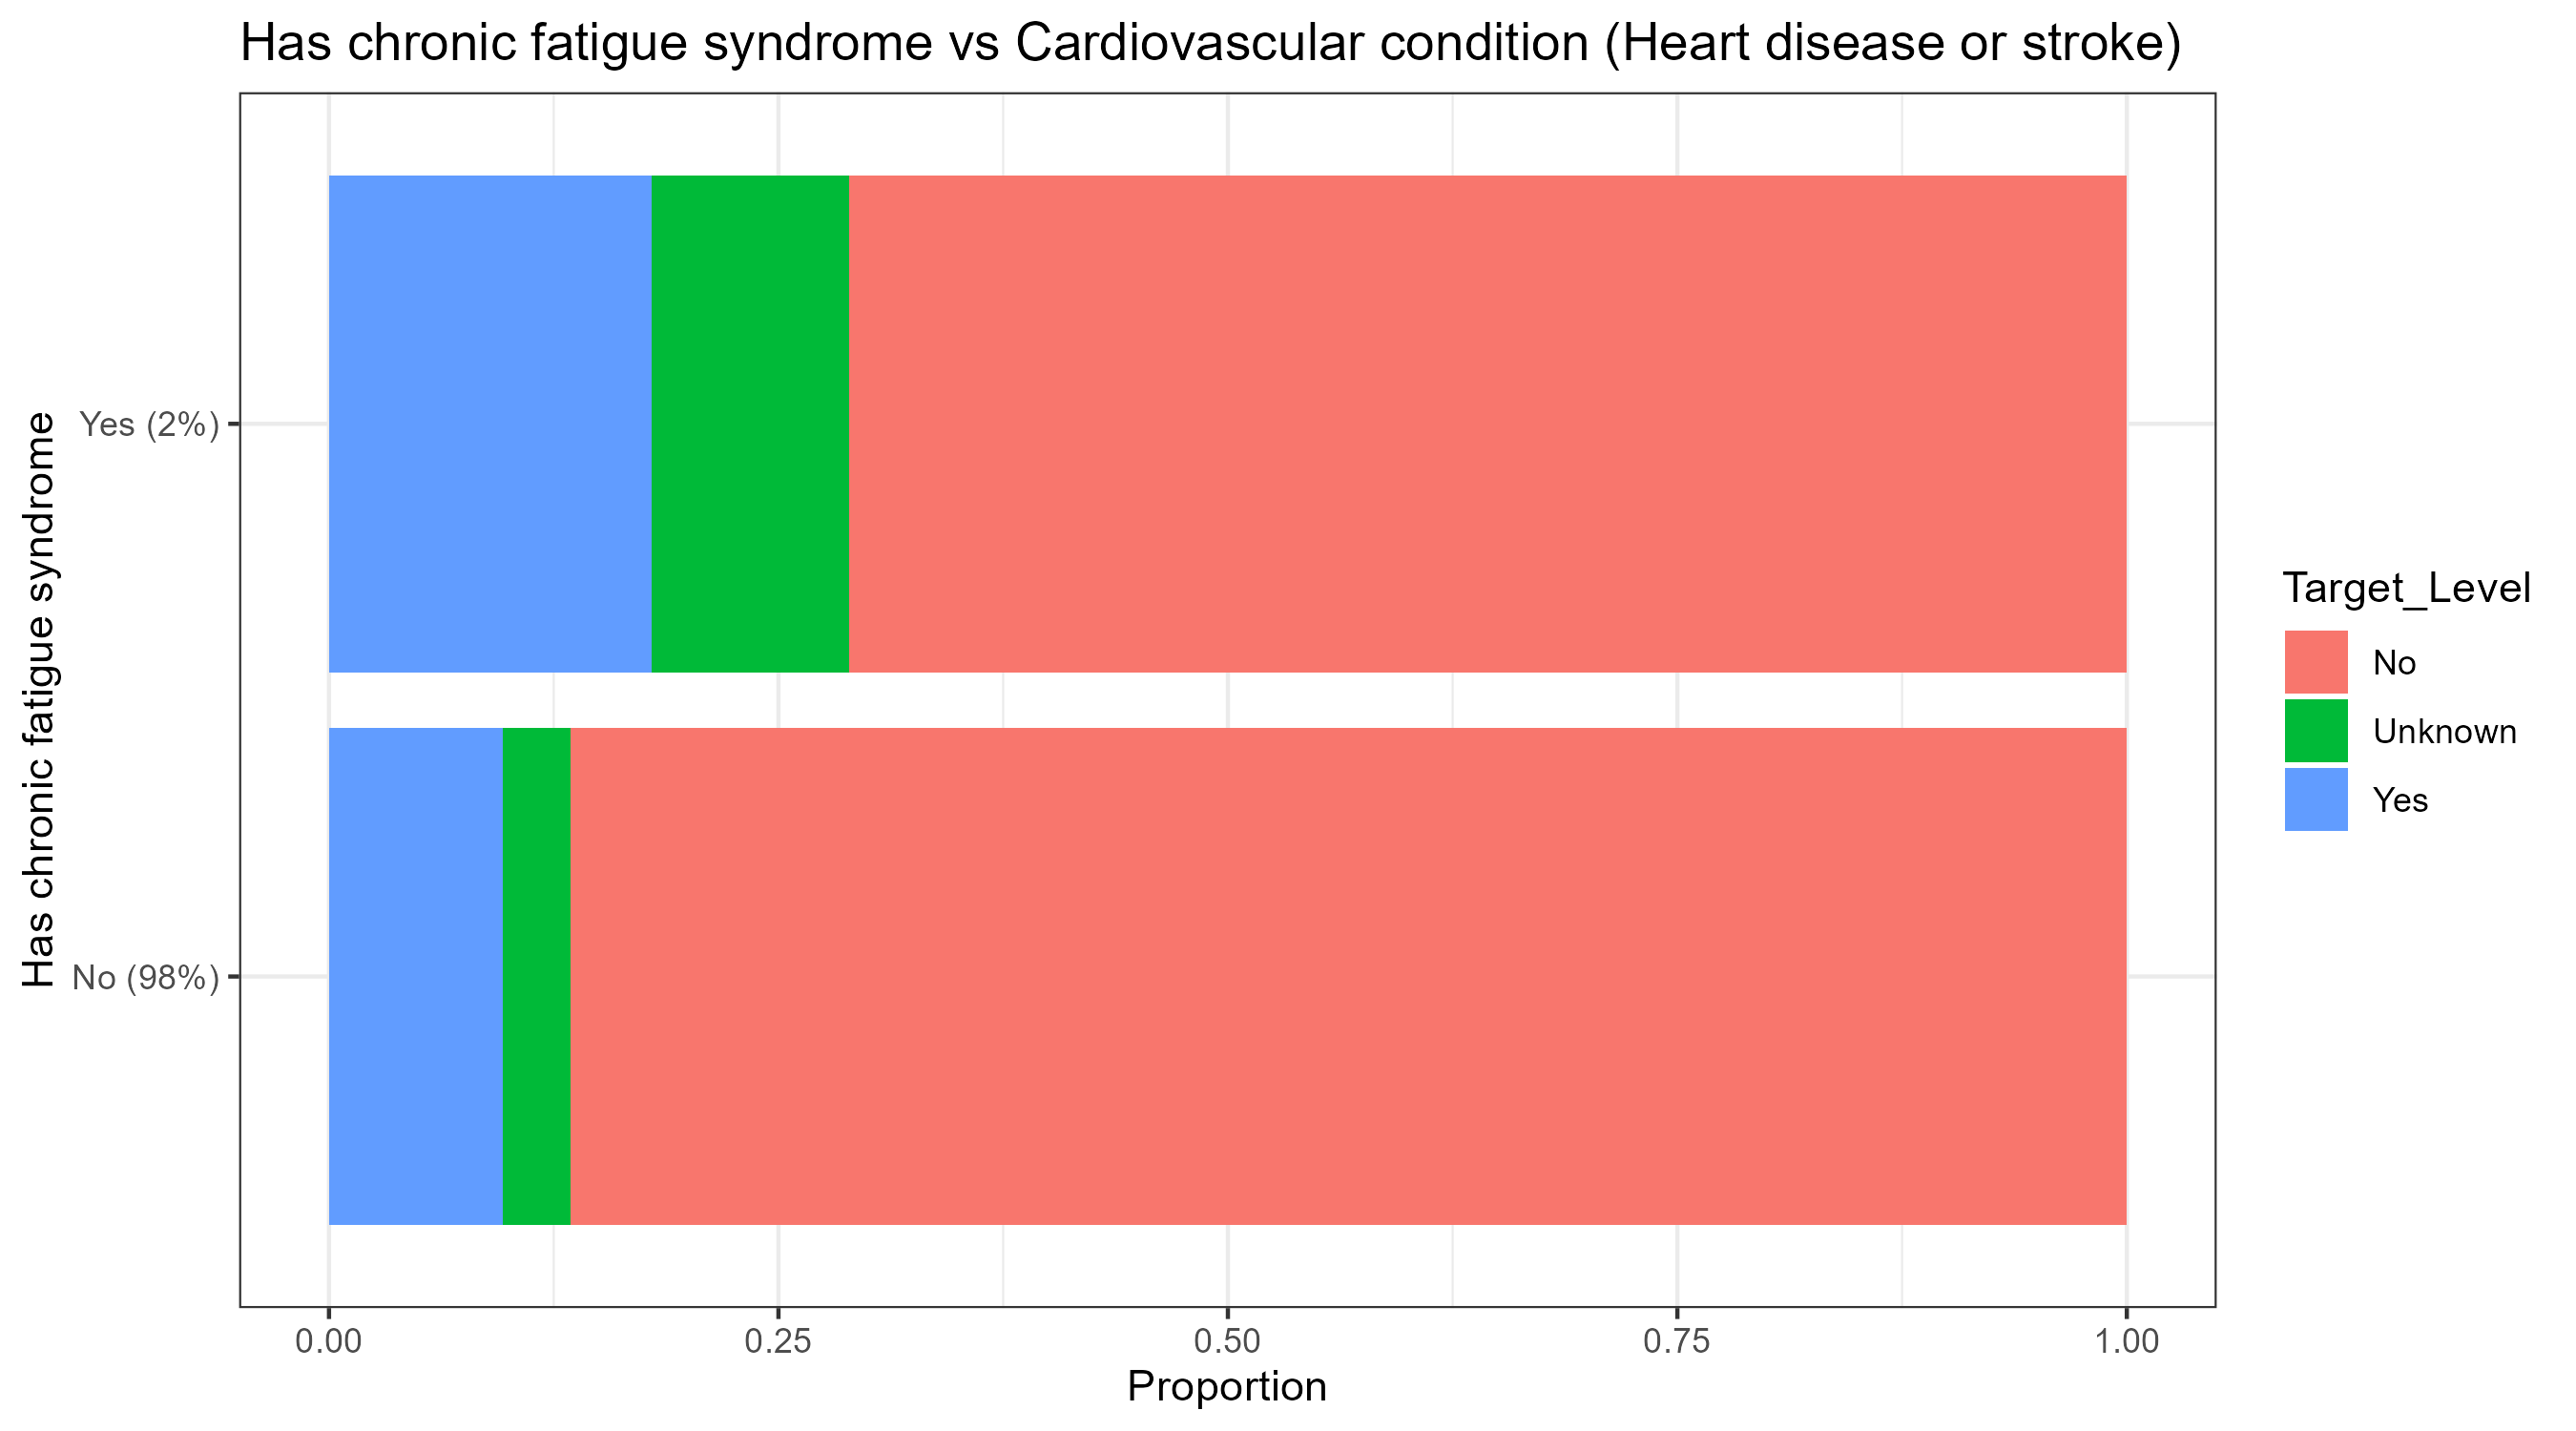 Has chronic fatigue syndrome vs Cardiovascular condition (Heart disease or stroke)
Has chronic fatigue syndrome
Yes (2%)
No (98%)
0.00
0.25
0.50
0.75
1.00
Proportion
Target_Level
No
Unknown
Yes